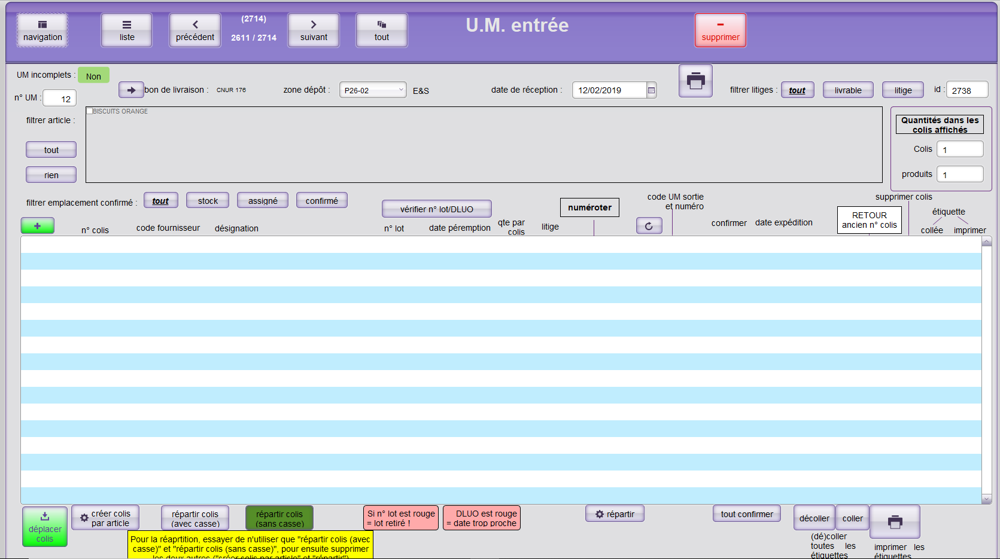 navigation
liste
précédent
(2714)
2611 / 2714
suivant
tout
U.M. entrée
supprimer
UM incomplets :
Non
n° UM :
12
bon de livraison :
CNUR 176
zone dépôt :
P26-02
E&S
date de réception :
12/02/2019
filtrer litiges :
tout
livrable
litige
id :
2738
filtrer article :
BISCUITS ORANGE
tout
rien
Quantités dans les
colis affichés
Colis
1
produits
1
filtrer emplacement confirmé :
tout
stock
assigné
confirmé
vérifier n° lot/DLUO
numéroter
code UM sortie
et numéro
supprimer colis
RETOUR
ancien n° colis
étiquette
collée
imprimer
+
n° colis
code fournisseur
désignation
n° lot
date péremption
qte par
colis
litige
confirmer
date expédition
déplacer
colis
créer colis
par article
répartir colis
(avec casse)
répartir colis
(sans casse)
Si n° lot est rouge
= lot retiré !
DLUO est rouge
= date trop proche
répartir
tout confirmer
décoller
coller
Pour la réaprtition, essayer de n'utiliser que "répartir colis (avec
casse)" et "répartir colis (sans casse)", pour ensuite supprimer
les deux autres ("créer colis par article" et "répartir")
(dé)coller
toutes les
étiquettes
imprimer les
étiquettes